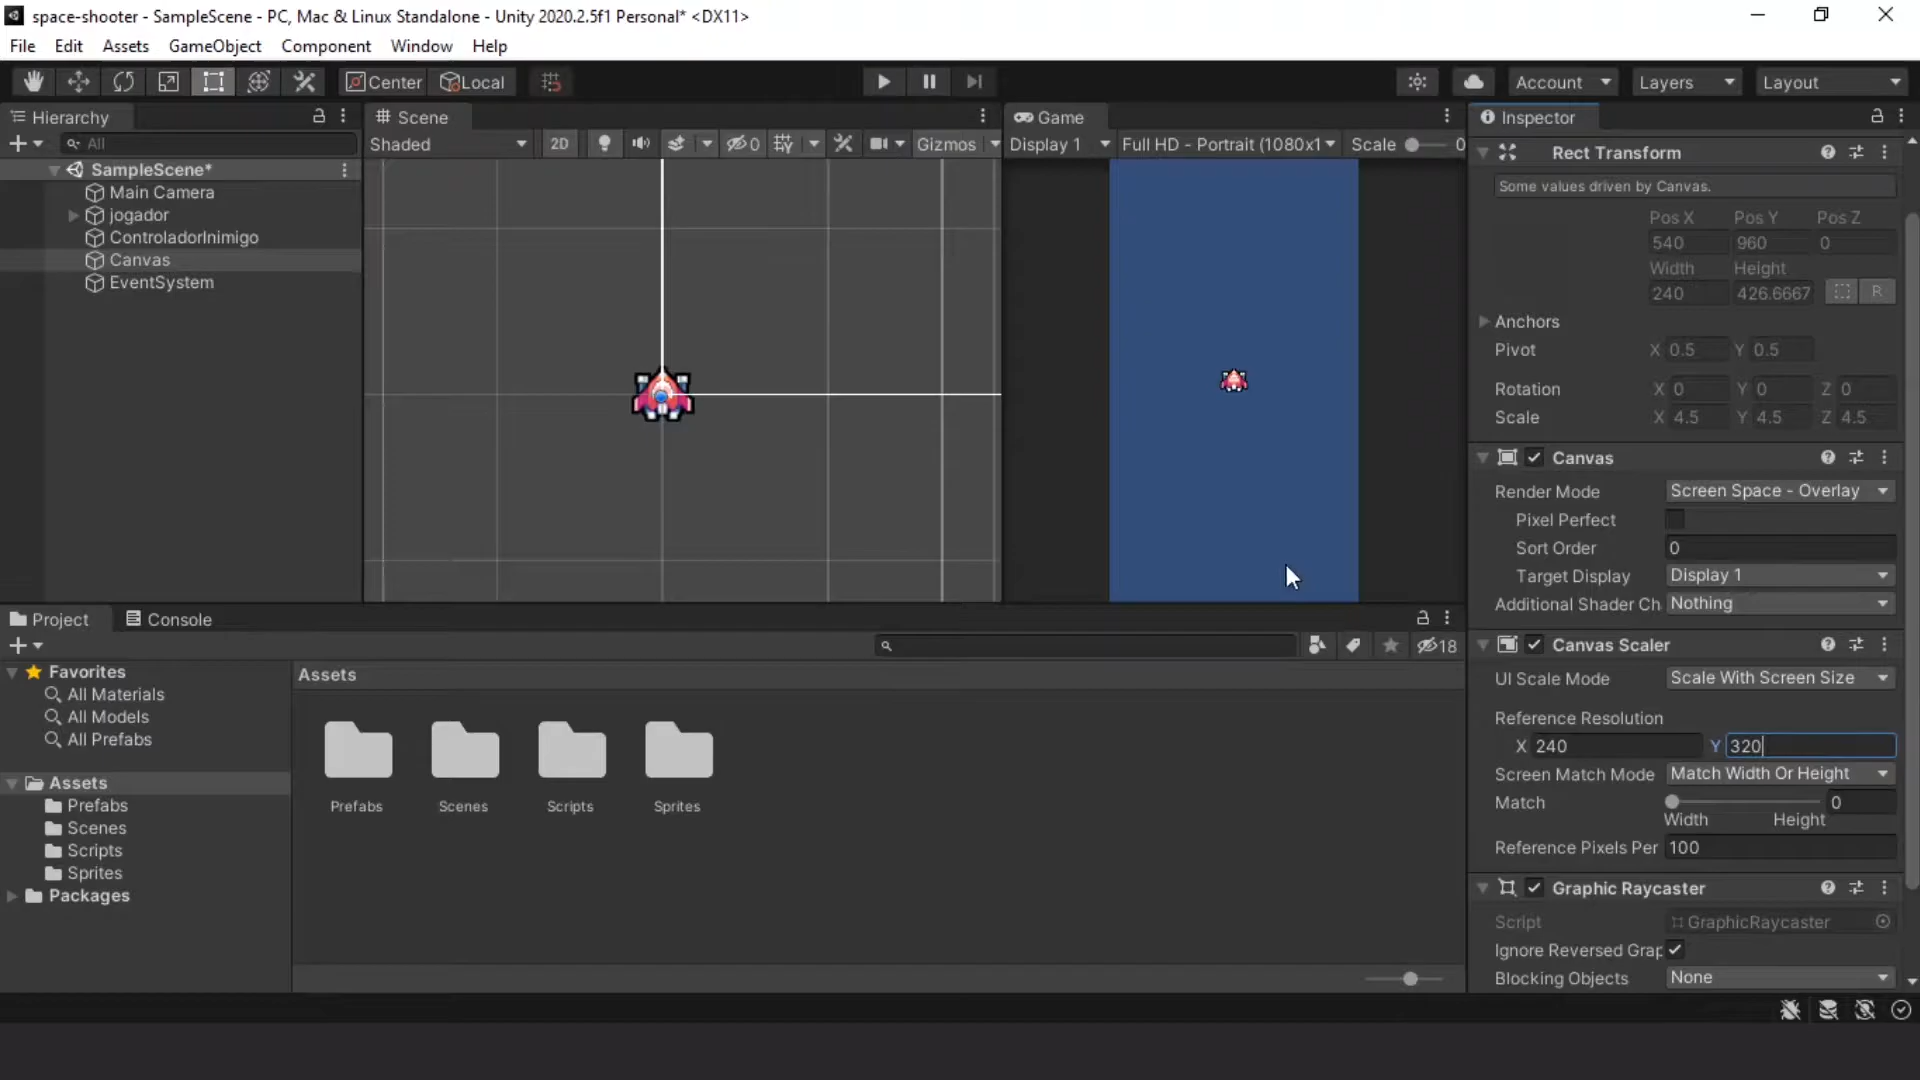 space-shooter - SampleScene - PC, Mac & Linux Standalone - Unity 2020.2.5f1 Personal* <DX11>
File Edit Assets GameObject Component Window Help
Center Local Account Layers Layout
Hierarchy
All
SampleScene*
Main Camera
jogador
ControladorInimigo
Canvas
EventSystem
Scene
Shaded 2D 0 Gizmos
Game
Display 1 Full HD - Portrait (1080x1 Scale 0
Inspector
Rect Transform
Some values driven by Canvas.
Pos X Pos Y Pos Z
540 960 0
Width Height
240 426.6667 R
Anchors
Pivot X 0.5 Y 0.5
Rotation X 0 Y 0 Z 0
Scale X 4.5 Y 4.5 Z 4.5
Canvas
Render Mode Screen Space - Overlay
Pixel Perfect
Sort Order 0
Target Display Display 1
Additional Shader Ch Nothing
Canvas Scaler
UI Scale Mode Scale With Screen Size
Reference Resolution
X 240 Y 320
Screen Match Mode Match Width Or Height
Match 0
Width Height
Reference Pixels Per 100
Graphic Raycaster
Script GraphicRaycaster
Ignore Reversed Grap
Blocking Objects None
Project Console
18
Favorites
All Materials
All Models
All Prefabs
Assets
Prefabs
Scenes
Scripts
Sprites
Packages
Assets
Prefabs Scenes Scripts Sprites